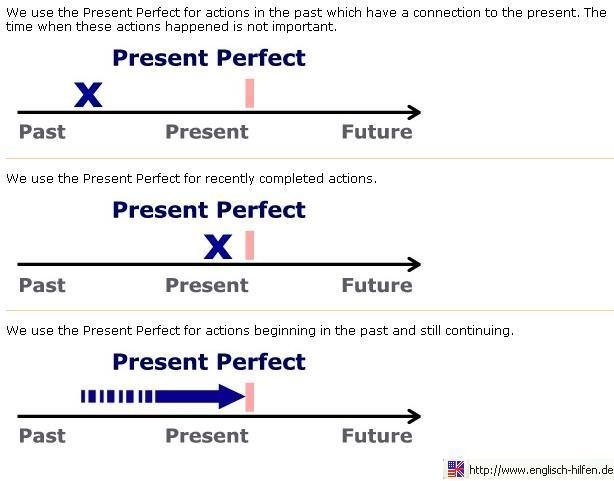 We use the Present Perfect for actions in the past which have a connection to the present. The
time when these actions happened is not important.
Present Perfect
X
Past Present Future
We use the Present Perfect for recently completed actions.
Present Perfect
X
Past Present Future
We use the Present Perfect for actions beginning in the past and still continuing.
Present Perfect
Past Present Future
http://www.englisch-hilfen.de